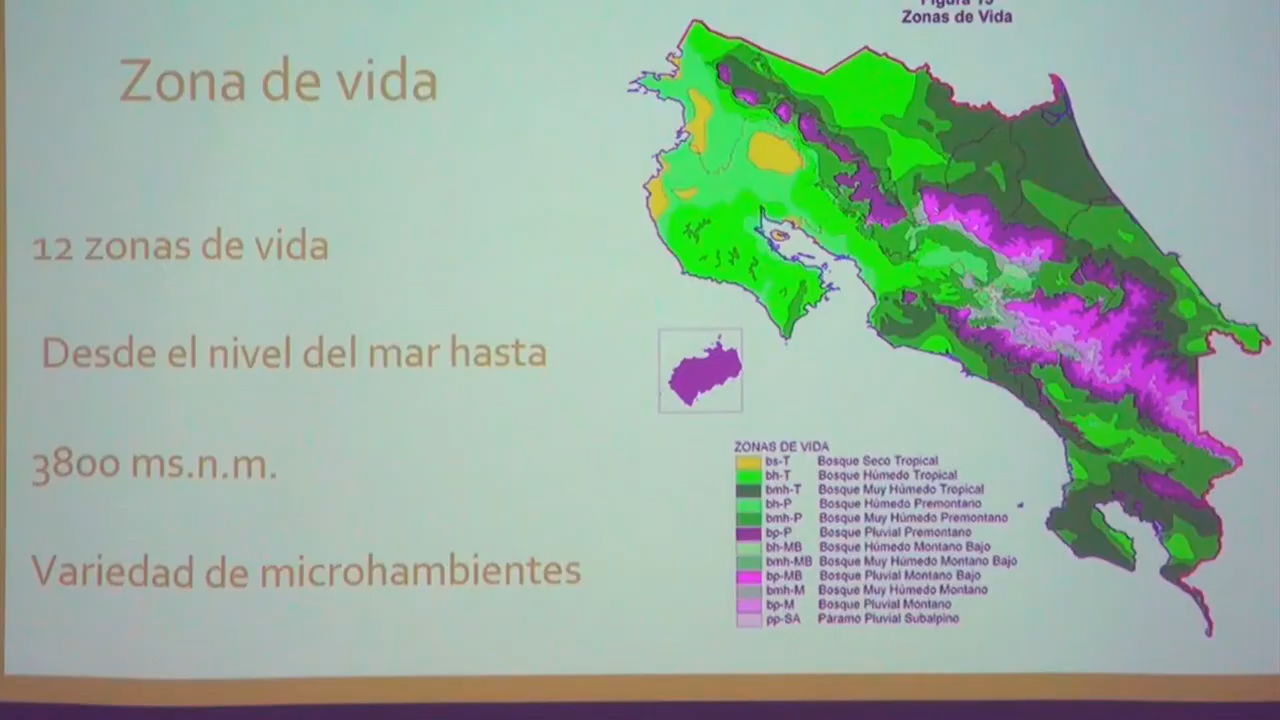 Zona de vida
12 zonas de vida
Desde el nivel del mar hasta
3800 ms.n.m.
Variedad de microhambientes
Figura 15
Zonas de Vida
ZONAS DE VIDA
bs-T Bosque Seco Tropical
bh-T Bosque Húmedo Tropical
bmh-T Bosque Muy Húmedo Tropical
bh-P Bosque Húmedo Premontano
bmh-P Bosque Muy Húmedo Premontano
bp-P Bosque Pluvial Premontano
bh-MB Bosque Húmedo Montano Bajo
bmh-MB Bosque Muy Húmedo Montano Bajo
bp-MB Bosque Pluvial Montano Bajo
bmh-M Bosque Muy Húmedo Montano
bp-M Bosque Pluvial Montano
pp-SA Páramo Pluvial Subalpino